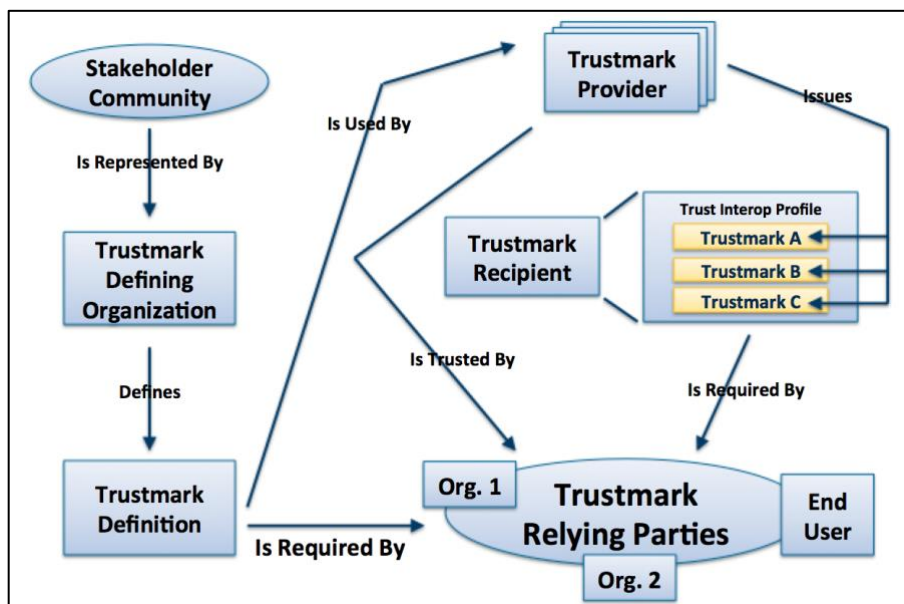 Stakeholder
Community
Is Represented By
Trustmark
Defining
Organization
Defines
Trustmark
Definition
Is Used By
Is Required By
Trustmark
Provider
Issues
Trustmark
Recipient
Trust Interop Profile
Trustmark A
Trustmark B
Trustmark C
Is Trusted By
Is Required By
Org. 1
Trustmark
Relying Parties
End
User
Org. 2